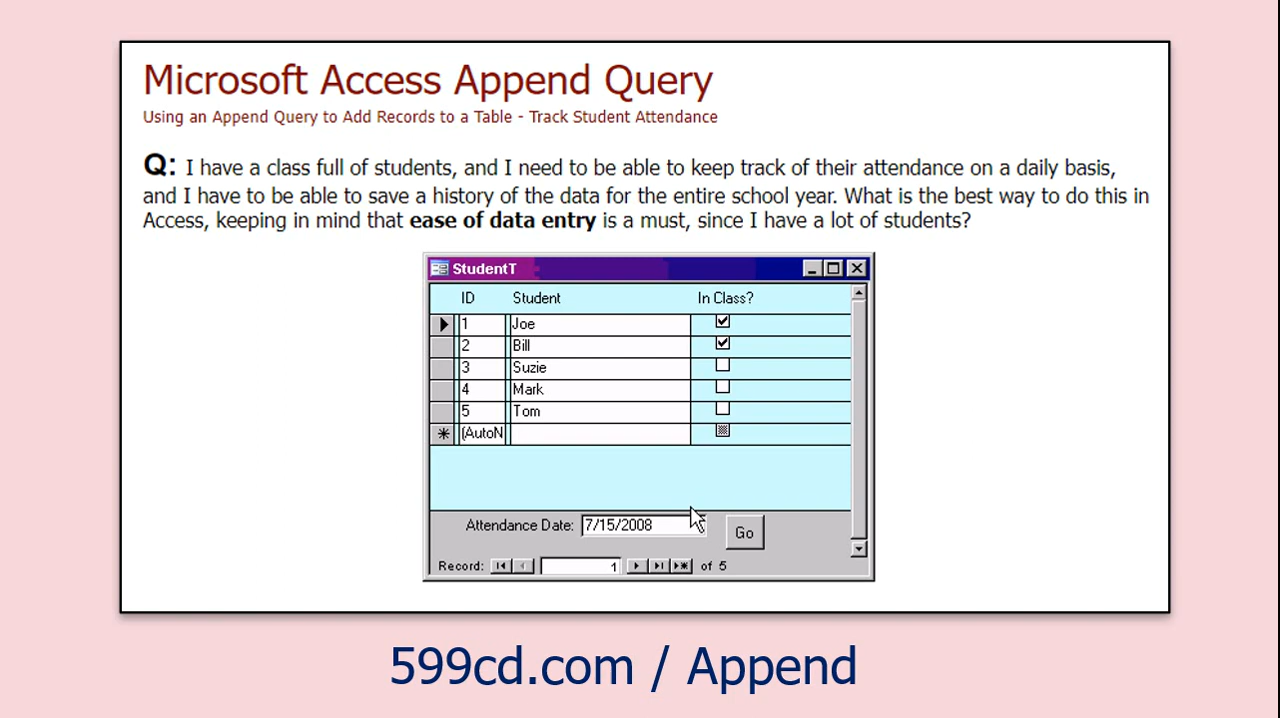 Microsoft Access Append Query
Using an Append Query to Add Records to a Table - Track Student Attendance
Q: I have a class full of students, and I need to be able to keep track of their attendance on a daily basis,
and I have to be able to save a history of the data for the entire school year. What is the best way to do this in
Access, keeping in mind that ease of data entry is a must, since I have a lot of students?
StudentT
ID Student In Class?
1 Joe
2 Bill
3 Suzie
4 Mark
5 Tom
(AutoN
Attendance Date: 7/15/2008 Go
Record: 1 of 5
599cd.com / Append